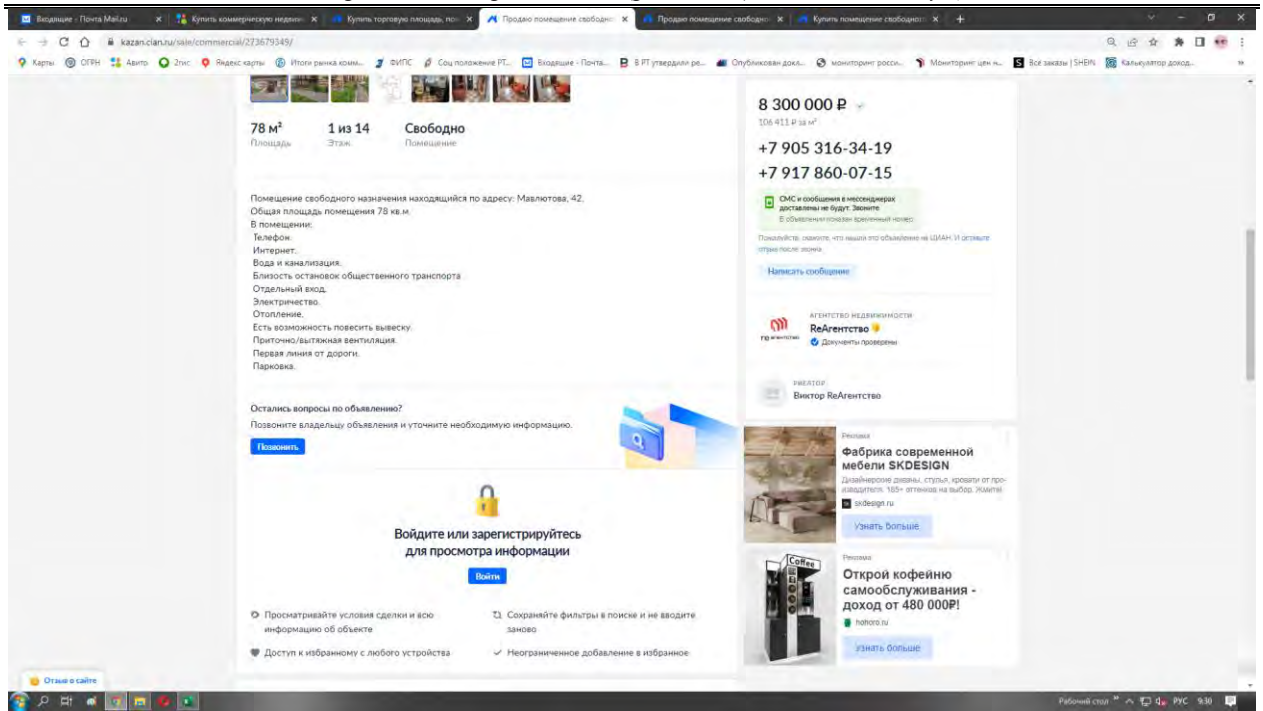 Входящие - Почта Mail.ru
Купить коммерческую недвиж
Купить торговую площадь, по
Продаю помещение свободно
Продаю помещение свободно
Купить помещение свободног
kazan.cian.ru/sale/commercial/273679349/
Карты
ОГРН
Авито
2гис
Яндекс карты
Итоги рынка комм...
ФИПС
Соц положение РТ...
Входящие - Почта...
В РТ утвердили ре...
Опубликован докл...
мониторинг росси...
Мониторинг цен н...
Все заказы | SHEIN
Калькулятор доход...
78 м²
1 из 14
Свободно
Площадь
Этаж
Помещение
Помещение свободного назначения находящийся по адресу: Мавлютова, 42.
Общая площадь помещения 78 кв.м.
В помещении:
Телефон.
Интернет.
Вода и канализация.
Близость остановок общественного транспорта
Отдельный вход.
Электричество.
Отопление.
Есть возможность повесить вывеску.
Приточно/вытяжная вентиляция.
Первая линия от дороги.
Парковка.
Остались вопросы по объявлению?
Позвоните владельцу объявления и уточните необходимую информацию.
Позвонить
Войдите или зарегистрируйтесь
для просмотра информации
Войти
Просматривайте условия сделки и всю
информацию об объекте
Сохраняйте фильтры в поиске и не вводите
заново
Доступ к избранному с любого устройства
Неограниченное добавление в избранное
8 300 000 ₽
106 411 ₽ за м²
+7 905 316-34-19
+7 917 860-07-15
СМС и сообщения в мессенджерах
доставлены не будут. Звоните
В объявлении показан временный номер
Пожалуйста, скажите, что нашли это объявление на ЦИАН. И оставьте
отзыв после звонка
Написать сообщение
АГЕНТСТВО НЕДВИЖИМОСТИ
ReАгентство
Документы проверены
РИЕЛТОР
Виктор ReАгентство
Реклама
Фабрика современной
мебели SKDESIGN
Дизайнерские диваны, стулья, кровати от про-
изводителя. 185+ оттенков на выбор. Жмите!
skdesign.ru
Узнать больше
Coffee
Реклама
Открой кофейню
самообслуживания -
доход от 480 000₽!
hohoro.ru
Узнать больше
Отзыв о сайте
Рабочий стол
РУС
9:30